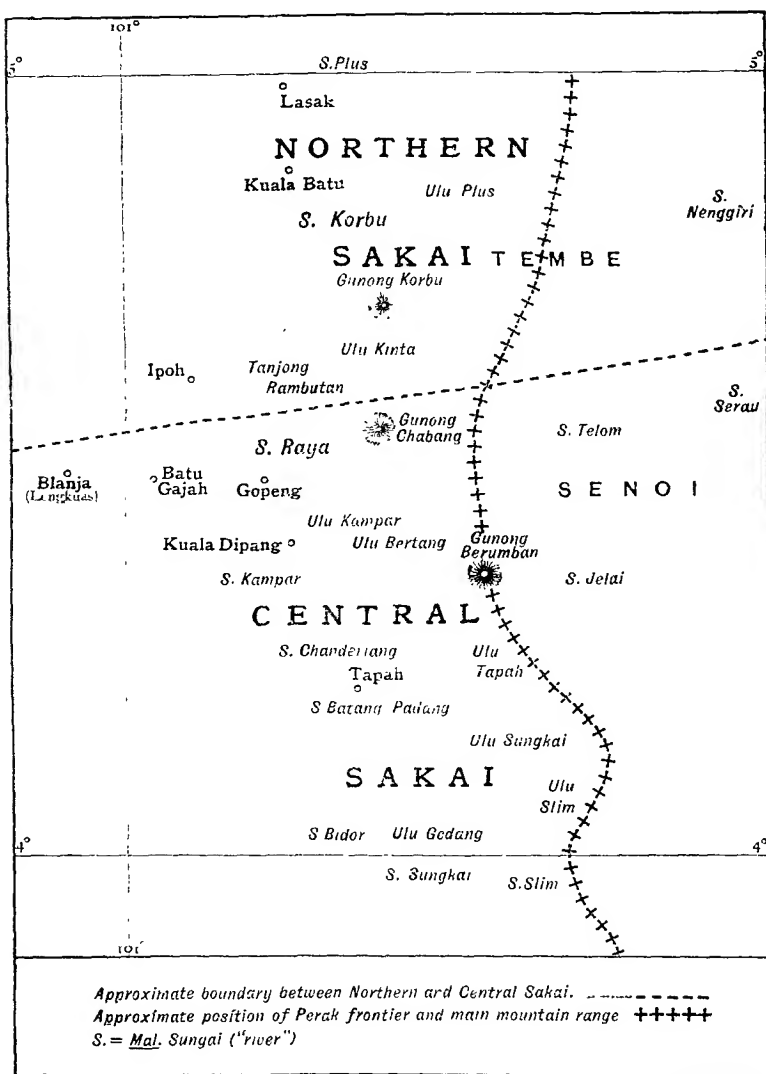 101°
5° 5°
S. Plus
Lasak
NORTHERN
Kuala Batu
Ulu Plus
S.
Nenggiri
S. Korbu
SAKAI TEMBE
Gunong Korbu
Ulu Kinta
Ipoh
Tanjong
Rambutan
S.
Serau
Gunong
Chabang
S. Telom
S. Raya
Blanja
(Lengkuas)
Batu
Gajah
Gopeng
SENOI
Ulu Kampar
Kuala Dipang
Ulu Bertang
Gunong
Berumban
S. Kampar
S. Jelai
CENTRAL
S. Chanderiang
Ulu
Tapah
Tapah
S Batang Padang
Ulu Sungkai
SAKAI
Ulu
Slim
S Bidor
Ulu Gedang
4° 4°
S. Sungkai
S. Slim
101°
Approximate boundary between Northern and Central Sakai.
Approximate position of Perak frontier and main mountain range +++++
S. = Mal. Sungai ("river")